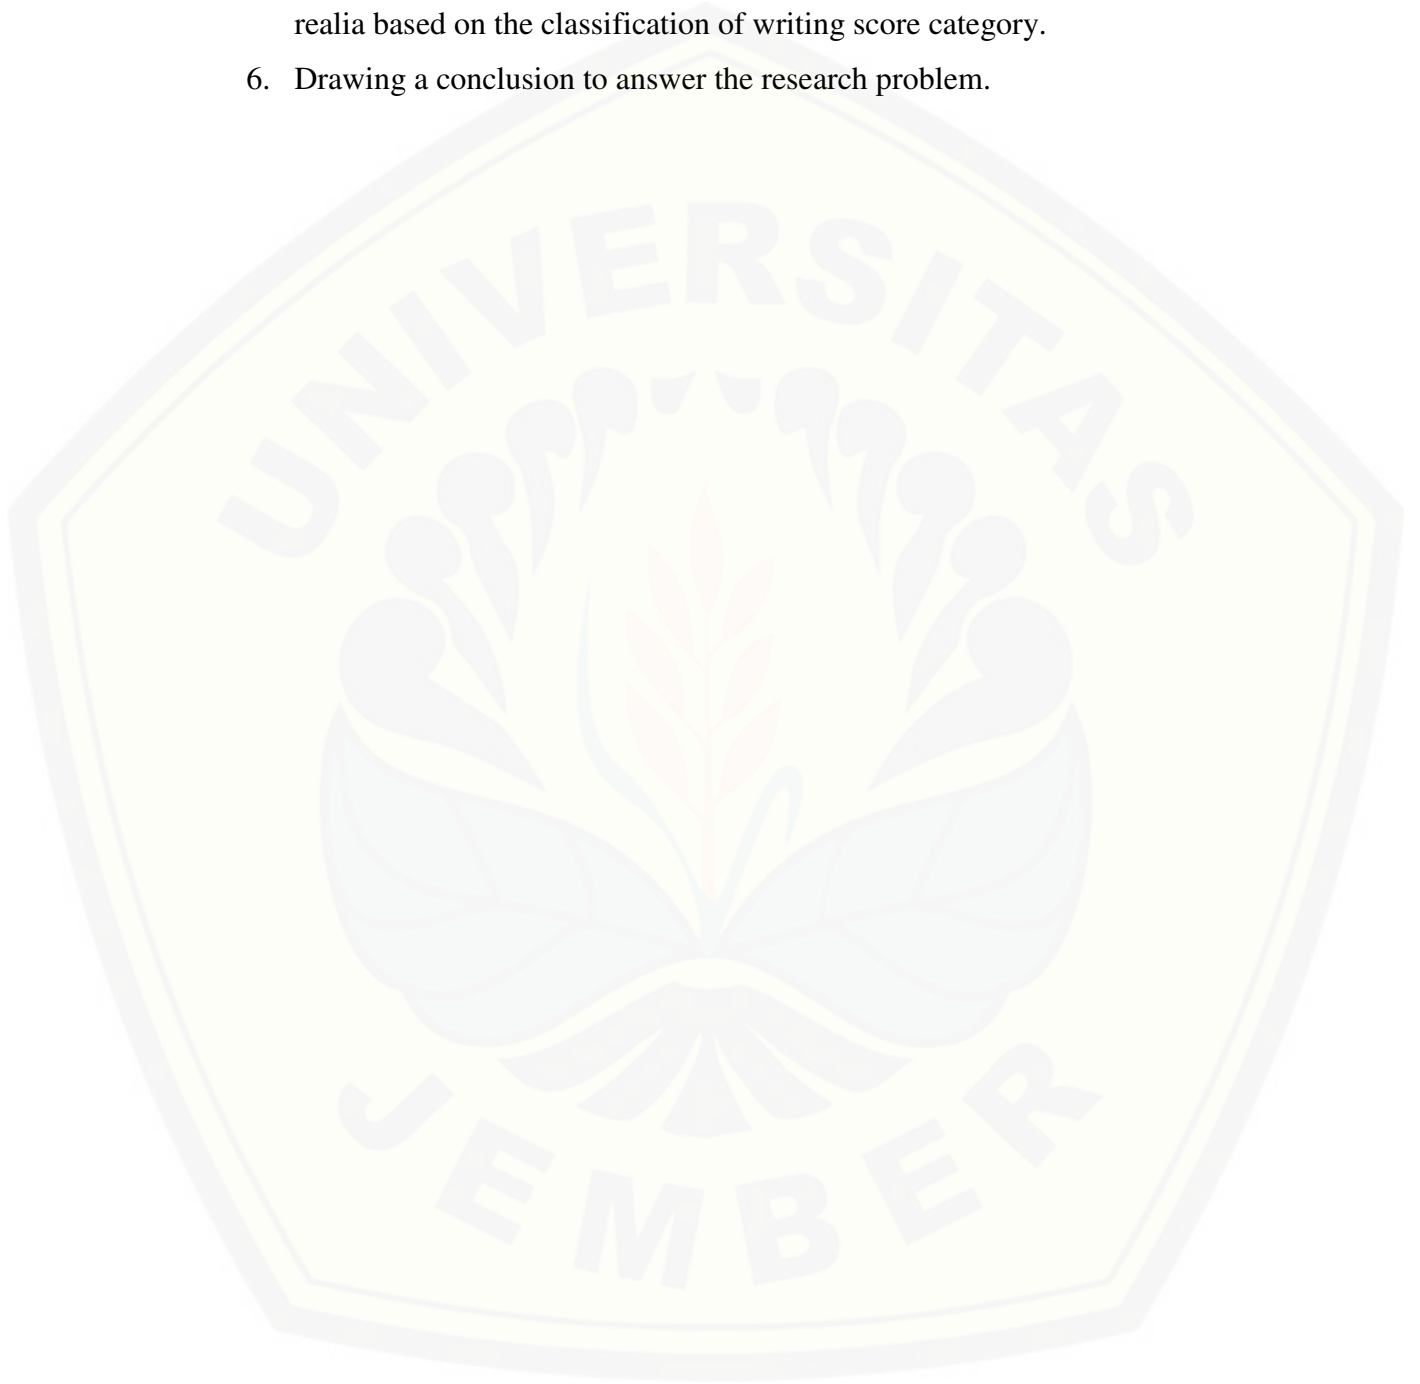 realia based on the classification of writing score category.
6. Drawing a conclusion to answer the research problem.
UNIVERSITAS
JEMBER